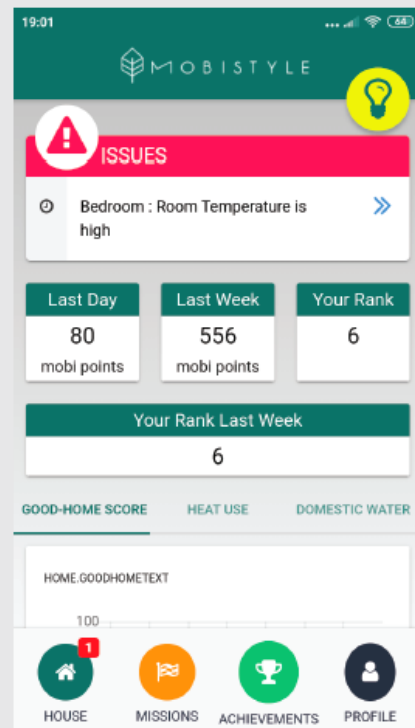 19:01
... 64
MOBISTYLE
ISSUES
Bedroom : Room Temperature is
high
Last Day
Last Week
Your Rank
80
556
6
mobi points
mobi points
Your Rank Last Week
6
GOOD-HOME SCORE
HEAT USE
DOMESTIC WATER
HOME.GOODHOMETEXT
100
1
HOUSE
MISSIONS
ACHIEVEMENTS
PROFILE